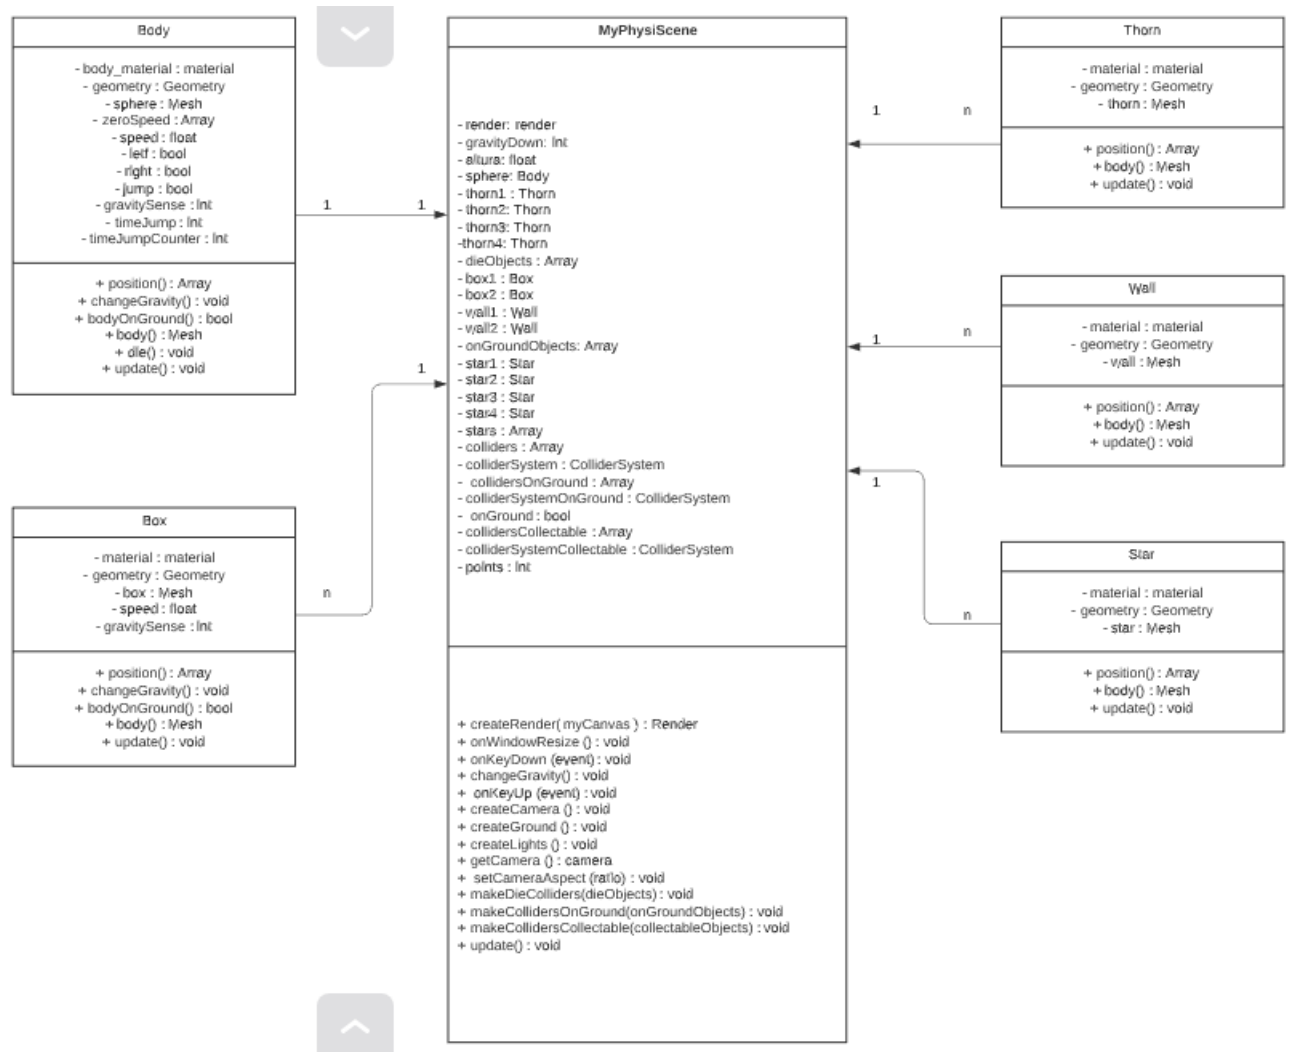 Body
- body_material : material
- geometry : Geometry
- sphere : Mesh
- zeroSpeed : Array
- speed : float
- letf : bool
- right : bool
- jump : bool
- gravitySense : Int
- timeJump : Int
- timeJumpCounter : Int
+ position() : Array
+ changeGravity() : void
+ bodyOnGround() : bool
+ body() : Mesh
+ die() : void
+ update() : void
1
1
Box
- material : material
- geometry : Geometry
- box : Mesh
- speed : float
- gravitySense : Int
+ position() : Array
+ changeGravity() : void
+ bodyOnGround() : bool
+ body() : Mesh
+ update() : void
n
1
MyPhysiScene
- render: render
- gravityDown: Int
- altura: float
- sphere: Body
- thorn1 : Thorn
- thorn2: Thorn
- thorn3: Thorn
-thorn4: Thorn
- dieObjects : Array
- box1 : Box
- box2 : Box
- wall1 : Wall
- wall2 : Wall
- onGroundObjects: Array
- star1 : Star
- star2 : Star
- star3 : Star
- star4 : Star
- stars : Array
- colliders : Array
- colliderSystem : ColliderSystem
- collidersOnGround : Array
- colliderSystemOnGround : ColliderSystem
- onGround : bool
- collidersCollectable : Array
- colliderSystemCollectable : ColliderSystem
- points : Int
+ createRender( myCanvas ) : Render
+ onWindowResize () : void
+ onKeyDown (event) : void
+ changeGravity() : void
+ onKeyUp (event) : void
+ createCamera () : void
+ createGround () : void
+ createLights () : void
+ getCamera () : camera
+ setCameraAspect (ratio) : void
+ makeDieColliders(dieObjects) : void
+ makeCollidersOnGround(onGroundObjects) : void
+ makeCollidersCollectable(collectableObjects) : void
+ update() : void
Thorn
- material : material
- geometry : Geometry
- thorn : Mesh
+ position() : Array
+ body() : Mesh
+ update() : void
1
n
Wall
- material : material
- geometry : Geometry
- wall : Mesh
+ position() : Array
+ body() : Mesh
+ update() : void
1
n
Star
- material : material
- geometry : Geometry
- star : Mesh
+ position() : Array
+ body() : Mesh
+ update() : void
1
n